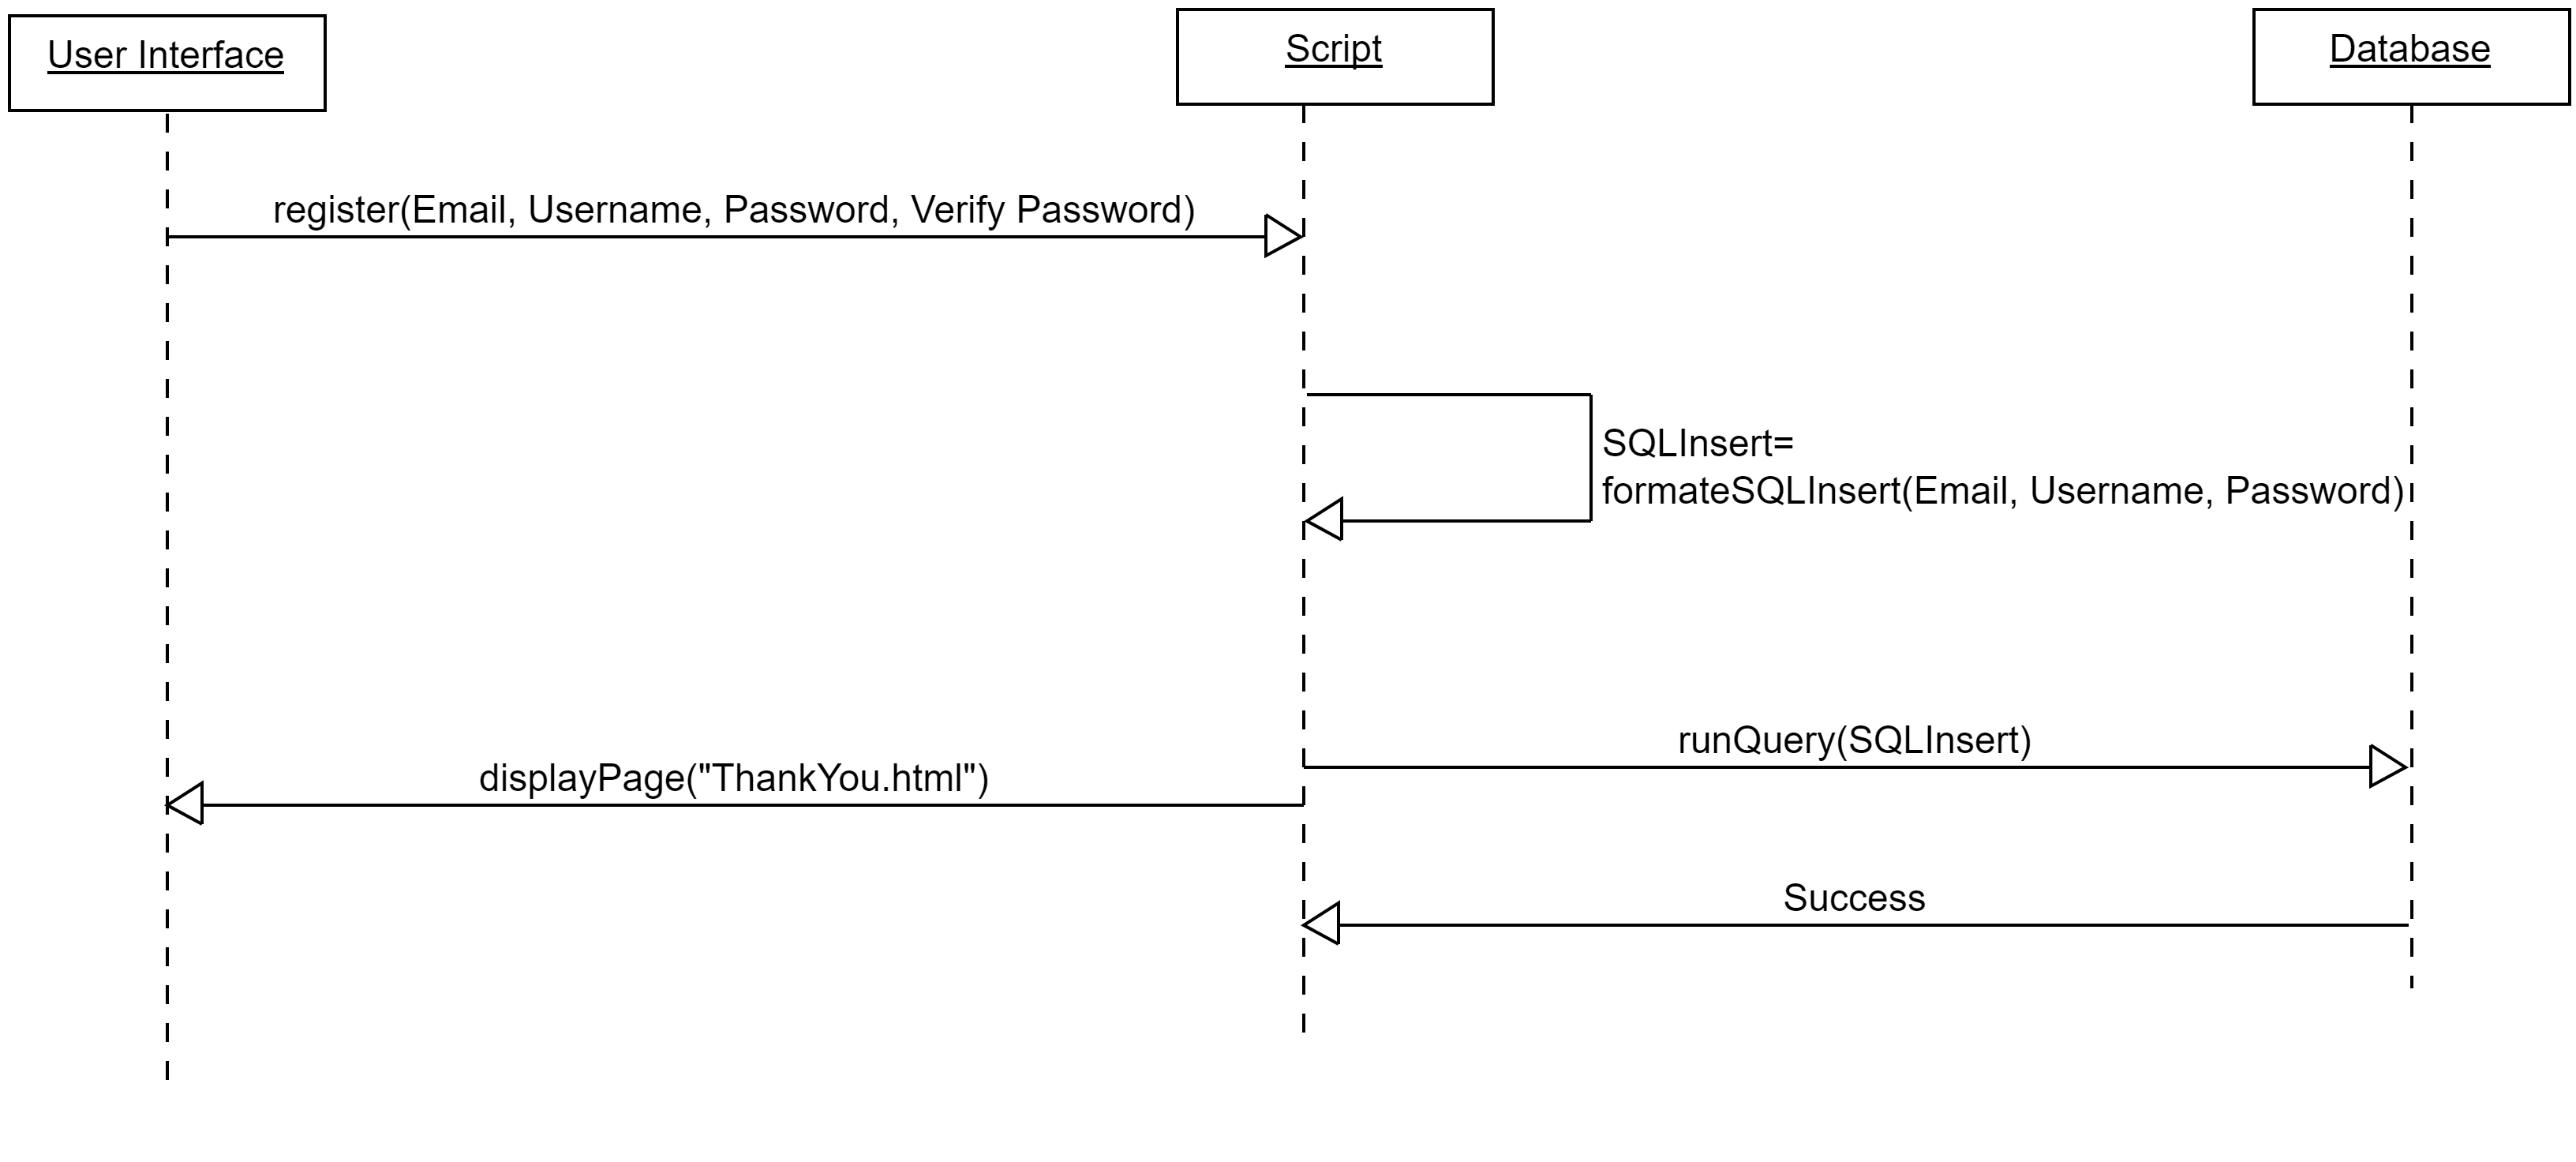 User Interface
Script
Database
register(Email, Username, Password, Verify Password)
SQLInsert=
formateSQLInsert(Email, Username, Password)
runQuery(SQLInsert)
displayPage("ThankYou.html")
Success